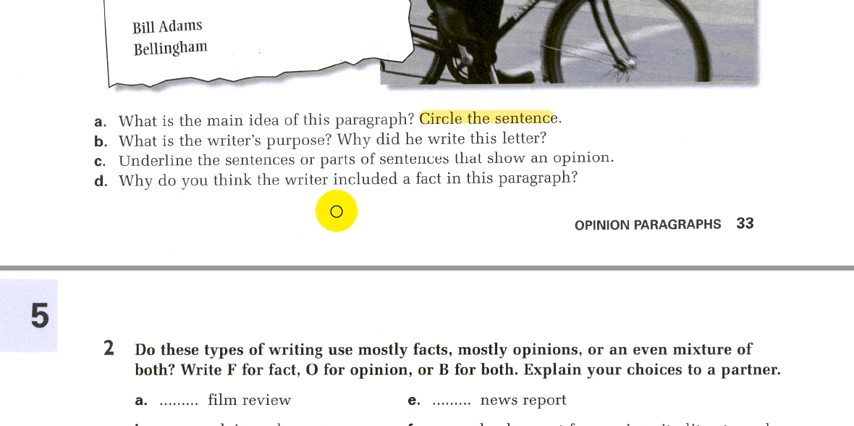 Bill Adams
Bellingham
a. What is the main idea of this paragraph? Circle the sentence.
b. What is the writer's purpose? Why did he write this letter?
c. Underline the sentences or parts of sentences that show an opinion.
d. Why do you think the writer included a fact in this paragraph?
OPINION PARAGRAPHS 33
5
2 Do these types of writing use mostly facts, mostly opinions, or an even mixture of
both? Write F for fact, O for opinion, or B for both. Explain your choices to a partner.
a. ......... film review
e. ......... news report